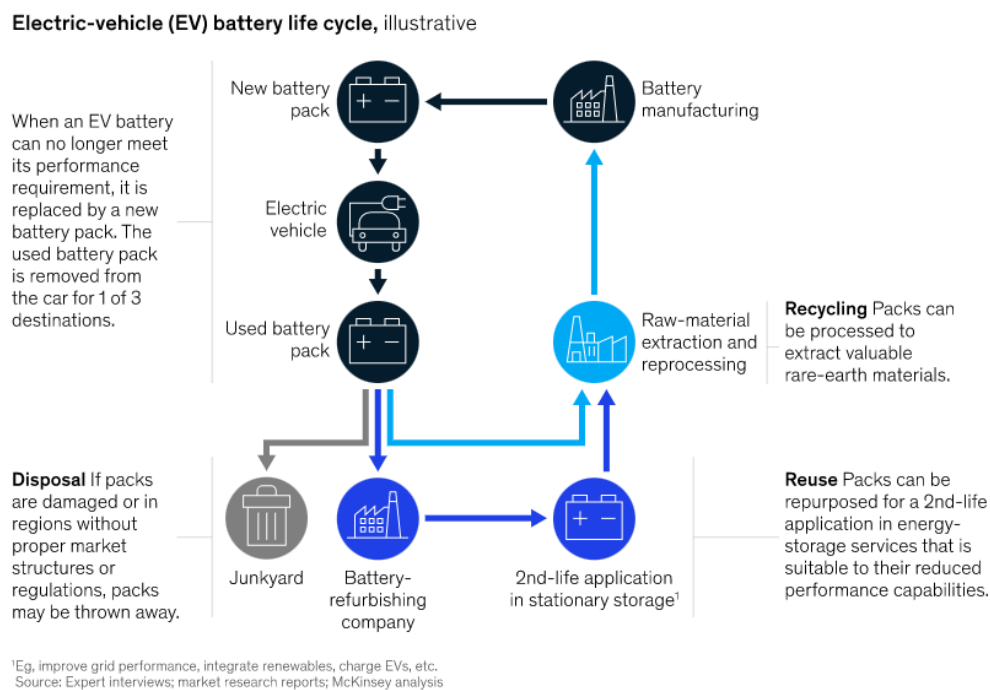 Electric-vehicle (EV) battery life cycle, illustrative
When an EV battery
can no longer meet
its performance
requirement, it is
replaced by a new
battery pack. The
used battery pack
is removed from
the car for 1 of 3
destinations.
New battery
pack
Battery
manufacturing
Electric
vehicle
Used battery
pack
Raw-material
extraction and
reprocessing
Recycling Packs can
be processed to
extract valuable
rare-earth materials.
Disposal If packs
are damaged or in
regions without
proper market
structures or
regulations, packs
may be thrown away.
Junkyard
Battery-
refurbishing
company
2nd-life application
in stationary storage¹
Reuse Packs can be
repurposed for a 2nd-life
application in energy-
storage services that is
suitable to their reduced
performance capabilities.
¹Eg, improve grid performance, integrate renewables, charge EVs, etc.
Source: Expert interviews; market research reports; McKinsey analysis